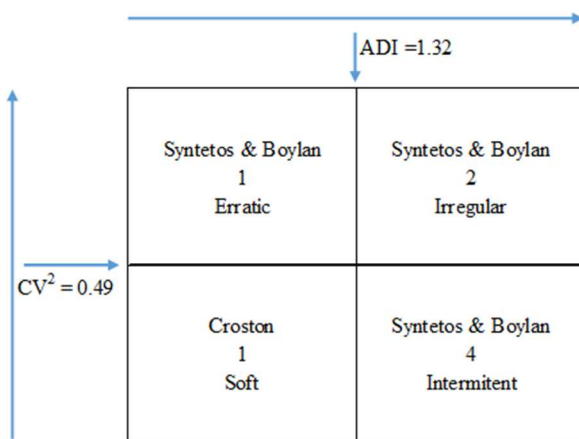 ADI =1.32
Syntetos & Boylan
1
Erratic
Syntetos & Boylan
2
Irregular
CV² = 0.49
Croston
1
Soft
Syntetos & Boylan
4
Intermitent